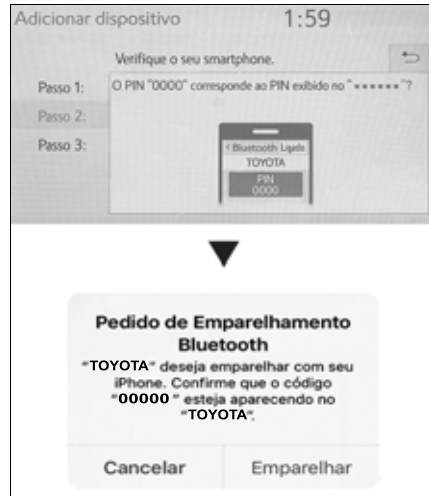 Adicionar dispositivo 1:59
Verifique o seu smartphone.
Passo 1:
O PIN "0000" corresponde ao PIN exibido no "******"?
Passo 2:
Passo 3:
< Bluetooth Ligado
TOYOTA
PIN
0000
Pedido de Emparelhamento
Bluetooth
"TOYOTA" deseja emparelhar com seu
iPhone. Confirme que o código
"00000" esteja aparecendo no
"TOYOTA".
Cancelar Emparelhar